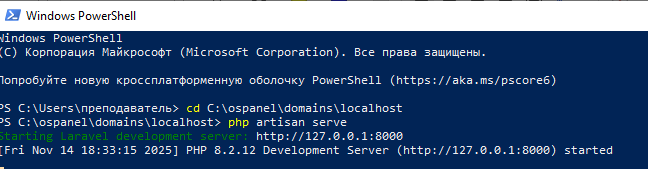 Windows PowerShell
Windows PowerShell
(C) Корпорация Майкрософт (Microsoft Corporation). Все права защищены.
Попробуйте новую кроссплатформенную оболочку PowerShell (https://aka.ms/pscore6)
PS C:\Users\преподаватель> cd C:\ospanel\domains\localhost
PS C:\ospanel\domains\localhost> php artisan serve
Starting Laravel development server: http://127.0.0.1:8000
[Fri Nov 14 18:33:15 2025] PHP 8.2.12 Development Server (http://127.0.0.1:8000) started